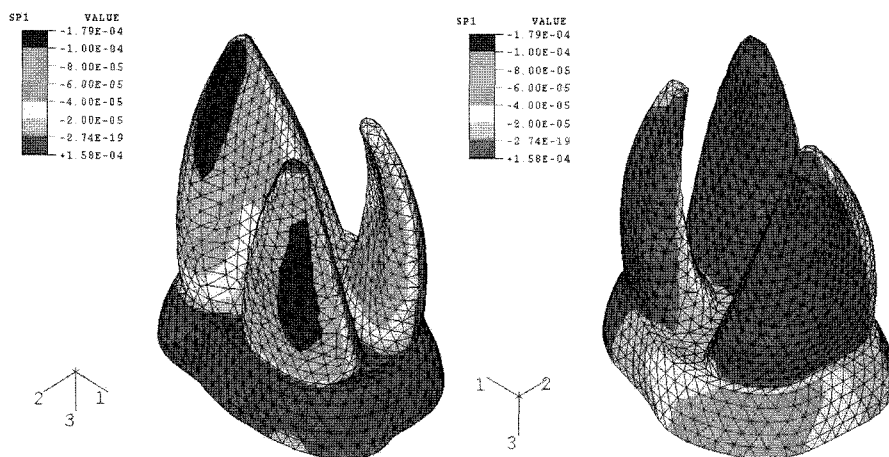 SP1 VALUE
-1.79E-04
-1.00E-04
-8.00E-05
-6.00E-05
-4.00E-05
-2.00E-05
-2.74E-19
+1.58E-04
2 1
3
SP1 VALUE
-1.79E-04
-1.00E-04
-8.00E-05
-6.00E-05
-4.00E-05
-2.00E-05
-2.74E-19
+1.58E-04
1 2
3